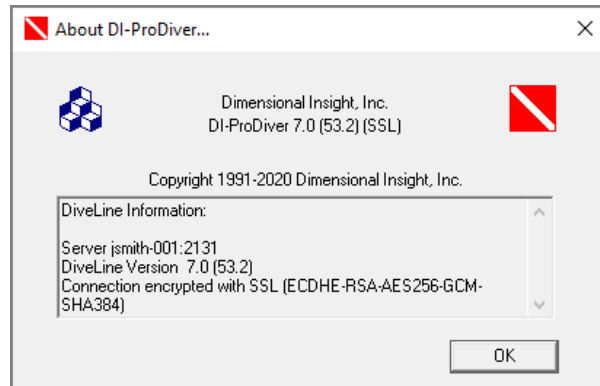 About DI-ProDiver...
Dimensional Insight, Inc.
DI-ProDiver 7.0 (53.2) (SSL)
Copyright 1991-2020 Dimensional Insight, Inc.
DiveLine Information:
Server jsmith-001:2131
DiveLine Version  7.0 (53.2)
Connection encrypted with SSL (ECDHE-RSA-AES256-GCM-
SHA384)
OK